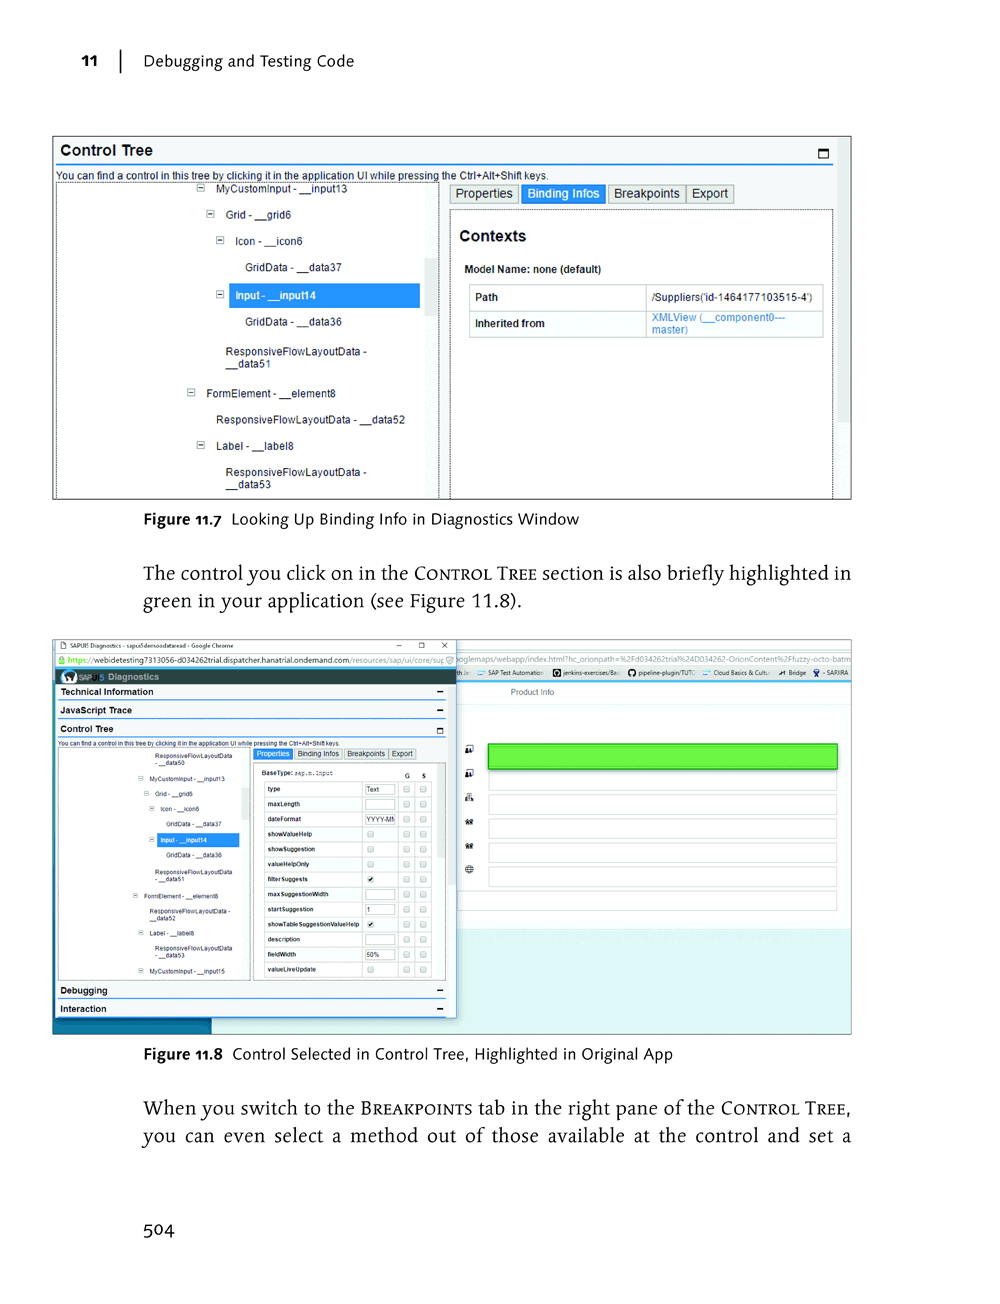 11 Debugging and Testing Code
Control Tree
You can find a control in this tree by clicking it in the application UI while pressing the Ctrl+Alt+Shift keys.
MyCustomInput - __input13
Grid - __grid6
Icon - __icon6
GridData - __data37
Input - __input14
GridData - __data36
ResponsiveFlowLayoutData -
__data51
FormElement - __element8
ResponsiveFlowLayoutData - __data52
Label - __label8
ResponsiveFlowLayoutData -
__data53
Properties Binding Infos Breakpoints Export
Contexts
Model Name: none (default)
Path /Suppliers('id-1464177103515-4')
Inherited from XMLView (__component0---
master)
Figure 11.7 Looking Up Binding Info in Diagnostics Window
The control you click on in the Control Tree section is also briefly highlighted in
green in your application (see Figure 11.8).
SAPUI5 Diagnostics - sapui5demoodataread - Google Chrome
https://webidetesting7313056-d034262trial.dispatcher.hanatrial.ondemand.com/resources/sap/ui/core/sup
SAPUI5 Diagnostics
Technical Information
JavaScript Trace
Control Tree
You can find a control in this tree by clicking it in the application UI while pressing the Ctrl+Alt+Shift keys.
ResponsiveFlowLayoutData
- __data50
MyCustomInput - __input13
Grid - __grid6
Icon - __icon6
GridData - __data37
Input - __input14
GridData - __data36
ResponsiveFlowLayoutData
- __data51
FormElement - __element8
ResponsiveFlowLayoutData -
__data52
Label - __label8
ResponsiveFlowLayoutData
- __data53
MyCustomInput - __input15
Properties Binding Infos Breakpoints Export
BaseType: sap.m.Input G S
type Text
maxLength
dateFormat YYYY-MM
showValueHelp
showSuggestion
valueHelpOnly
filterSuggests
maxSuggestionWidth
startSuggestion 1
showTableSuggestionValueHelp
description
fieldWidth 50%
valueLiveUpdate
Debugging
Interaction
oglemaps/webapp/index.html?hc_orionpath=%2Fd034262trial%24D034262-OrionContent%2Ffuzzy-octo-batm
SAP Test Automation jenkins-exercises/Bas pipeline-plugin/TUTO Cloud Basics & Cultu Bridge - SAPJIRA
Product Info
Figure 11.8 Control Selected in Control Tree, Highlighted in Original App
When you switch to the Breakpoints tab in the right pane of the Control Tree,
you can even select a method out of those available at the control and set a
504